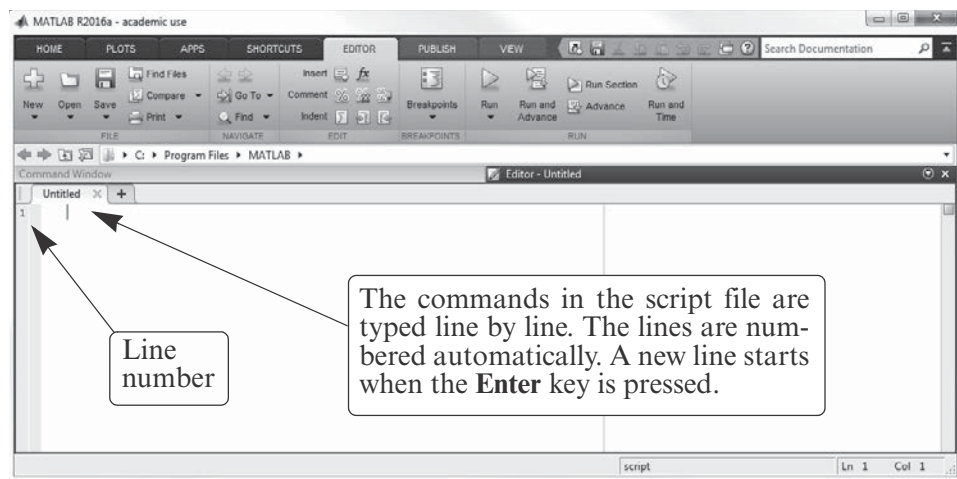 MATLAB R2016a - academic use
HOME PLOTS APPS SHORTCUTS EDITOR PUBLISH VIEW Search Documentation
Find Files Insert fx
Compare Go To Comment Breakpoints Run Run and Advance Run Section Advance Run and Time
New Open Save Print Find Indent
FILE NAVIGATE EDIT BREAKPOINTS RUN
C: Program Files MATLAB
Command Window Editor - Untitled
Untitled +
1
The commands in the script file are
typed line by line. The lines are num-
bered automatically. A new line starts
when the Enter key is pressed.
Line
number
script Ln 1 Col 1